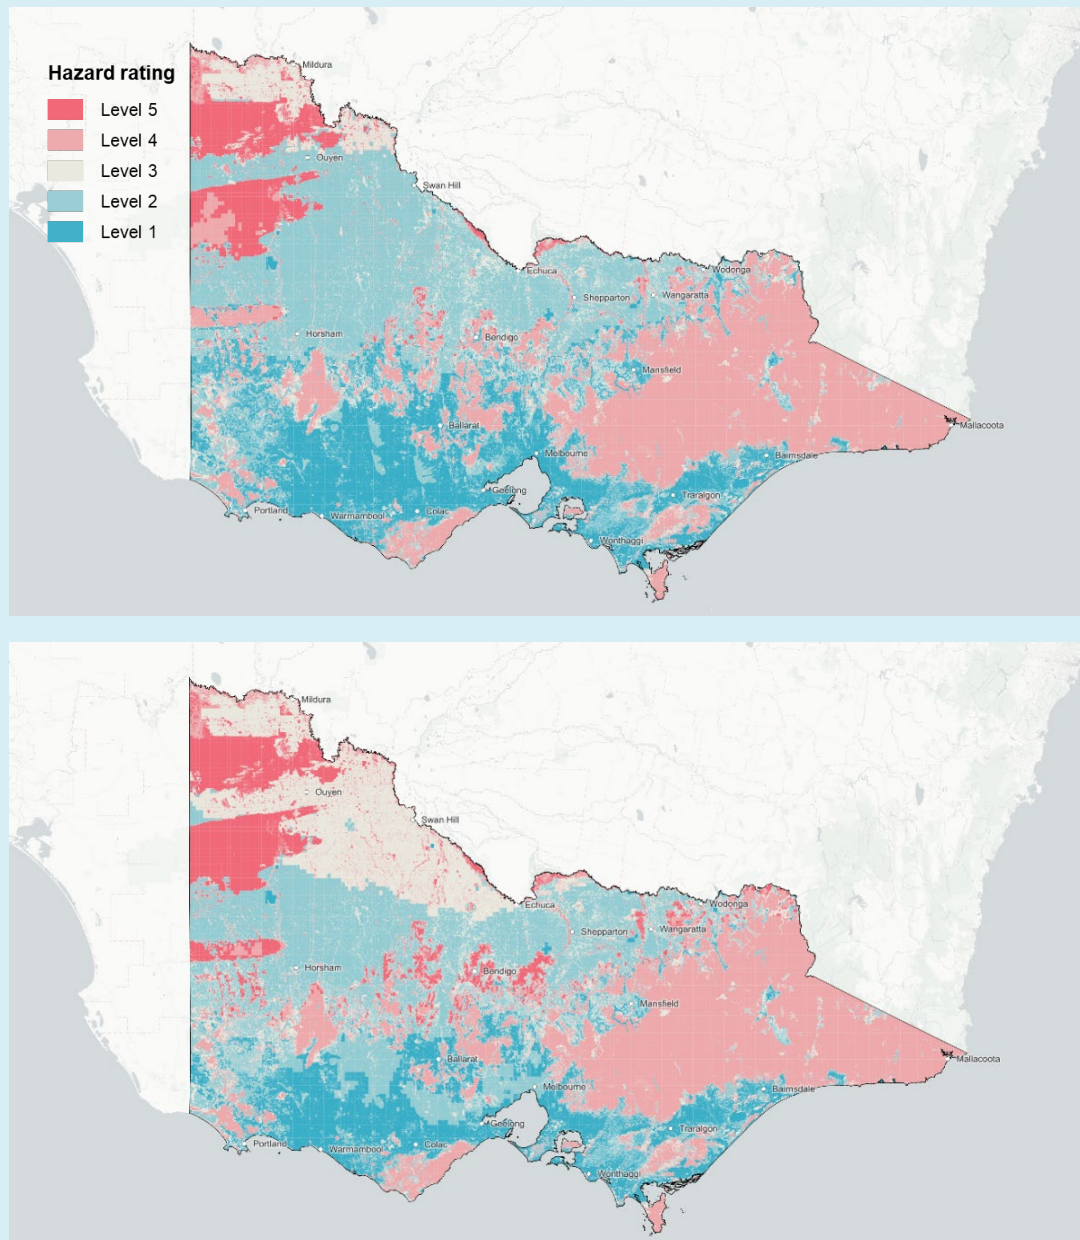 Mildura
Hazard rating
Level 5
Level 4
Ouyen
Level 3
Swan Hill
Level 2
Level 1
Echuca
Wodonga
Shepparton
Wangaratta
Horsham
Bendigo
Mansfield
Ballarat
Mallacoota
Melbourne
Bairnsdale
Geelong
Traralgon
Portland
Warrnambool
Colac
Wonthaggi
Mildura
Ouyen
Swan Hill
Echuca
Wodonga
Shepparton
Wangaratta
Horsham
Bendigo
Mansfield
Ballarat
Mallacoota
Melbourne
Bairnsdale
Geelong
Traralgon
Portland
Warrnambool
Colac
Wonthaggi